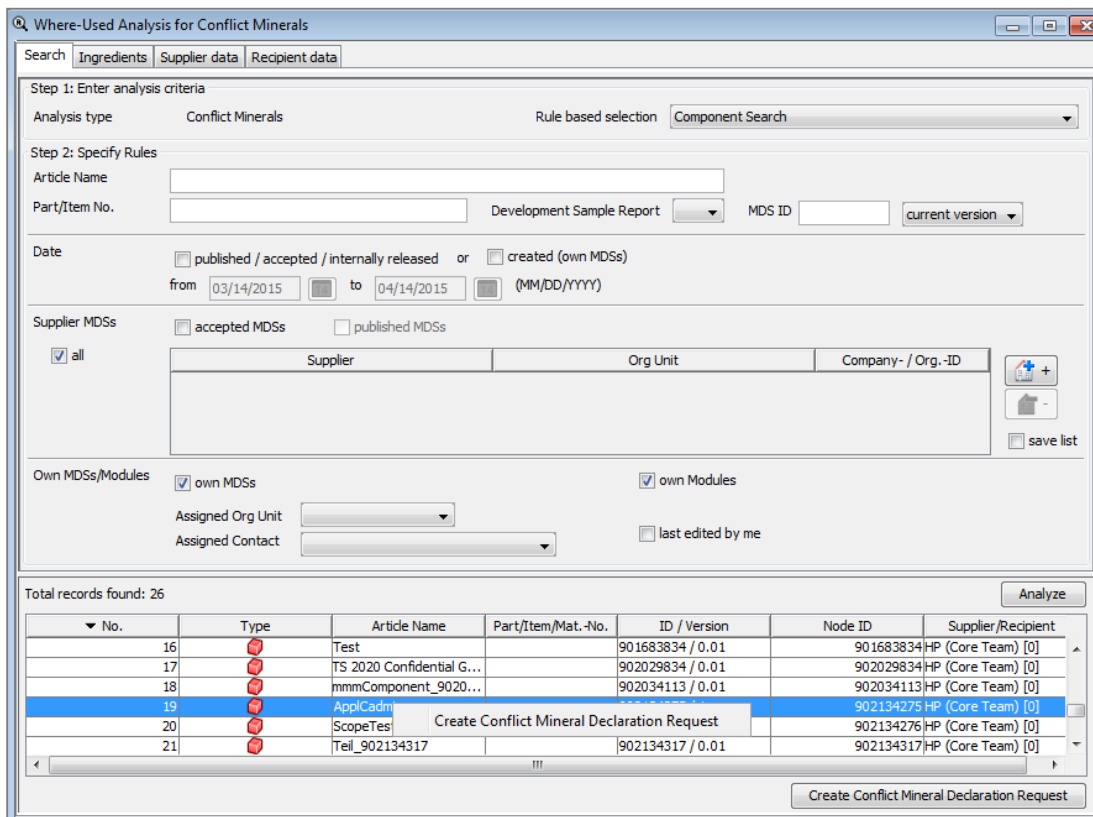 Where-Used Analysis for Conflict Minerals
Search Ingredients Supplier data Recipient data
Step 1: Enter analysis criteria
Analysis type Conflict Minerals Rule based selection Component Search
Step 2: Specify Rules
Article Name
Part/Item No. Development Sample Report MDS ID current version
Date published / accepted / internally released or created (own MDSs)
from 03/14/2015 to 04/14/2015 (MM/DD/YYYY)
Supplier MDSs accepted MDSs published MDSs
all Supplier Org Unit Company- / Org.-ID
+
-
save list
Own MDSs/Modules own MDSs own Modules
Assigned Org Unit
last edited by me
Assigned Contact
Total records found: 26 Analyze
No. Type Article Name Part/Item/Mat.-No. ID / Version Node ID Supplier/Recipient
16 Test 901683834 / 0.01 901683834 HP (Core Team) [0]
17 TS 2020 Confidential G... 902029834 / 0.01 902029834 HP (Core Team) [0]
18 mmmComponent_9020... 902034113 / 0.01 902034113 HP (Core Team) [0]
19 902134275 HP (Core Team) [0]
Create Conflict Mineral Declaration Request
20 ScopeTest 902134276 HP (Core Team) [0]
21 Teil_902134317 902134317 / 0.01 902134317 HP (Core Team) [0]
Create Conflict Mineral Declaration Request